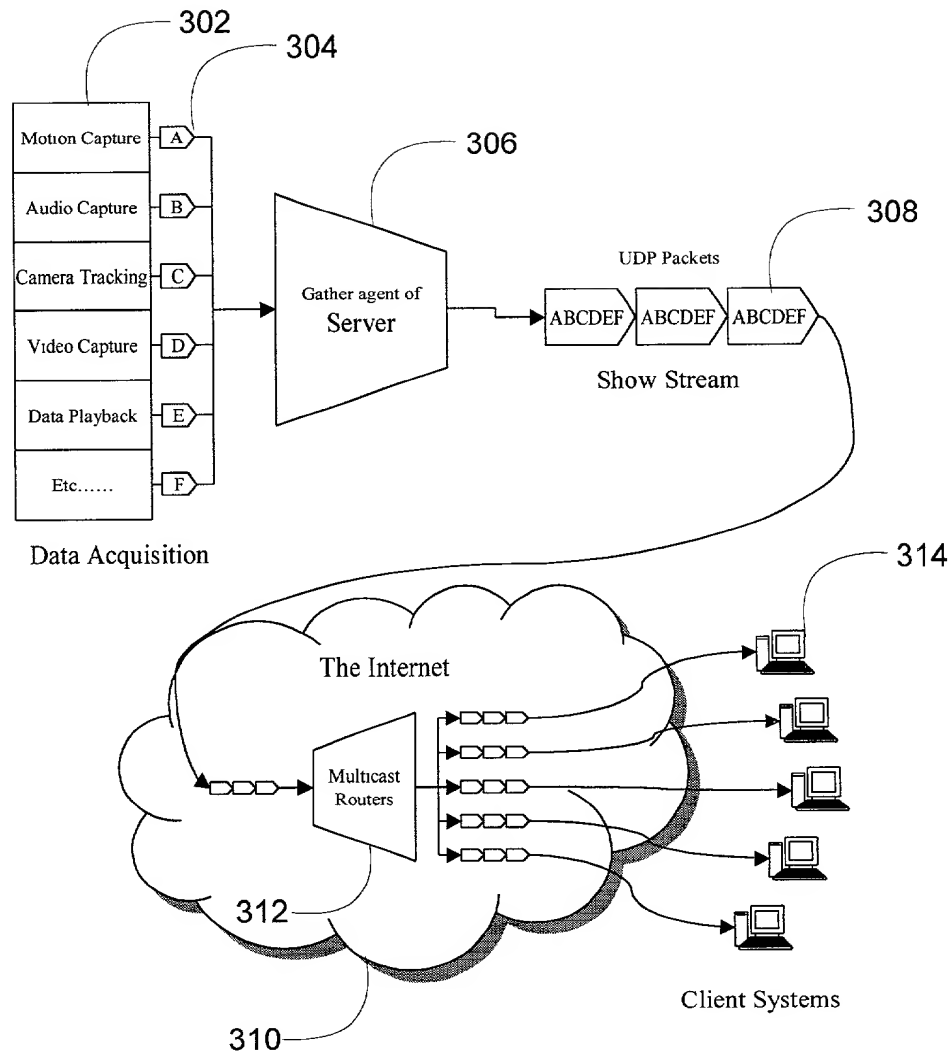 302
304
Motion Capture
A
306
Audio Capture
B
308
UDP Packets
Camera Tracking
C
Gather agent of
Server
ABCDEF
ABCDEF
ABCDEF
Video Capture
D
Show Stream
Data Playback
E
Etc......
F
Data Acquisition
314
The Internet
Multicast
Routers
312
Client Systems
310